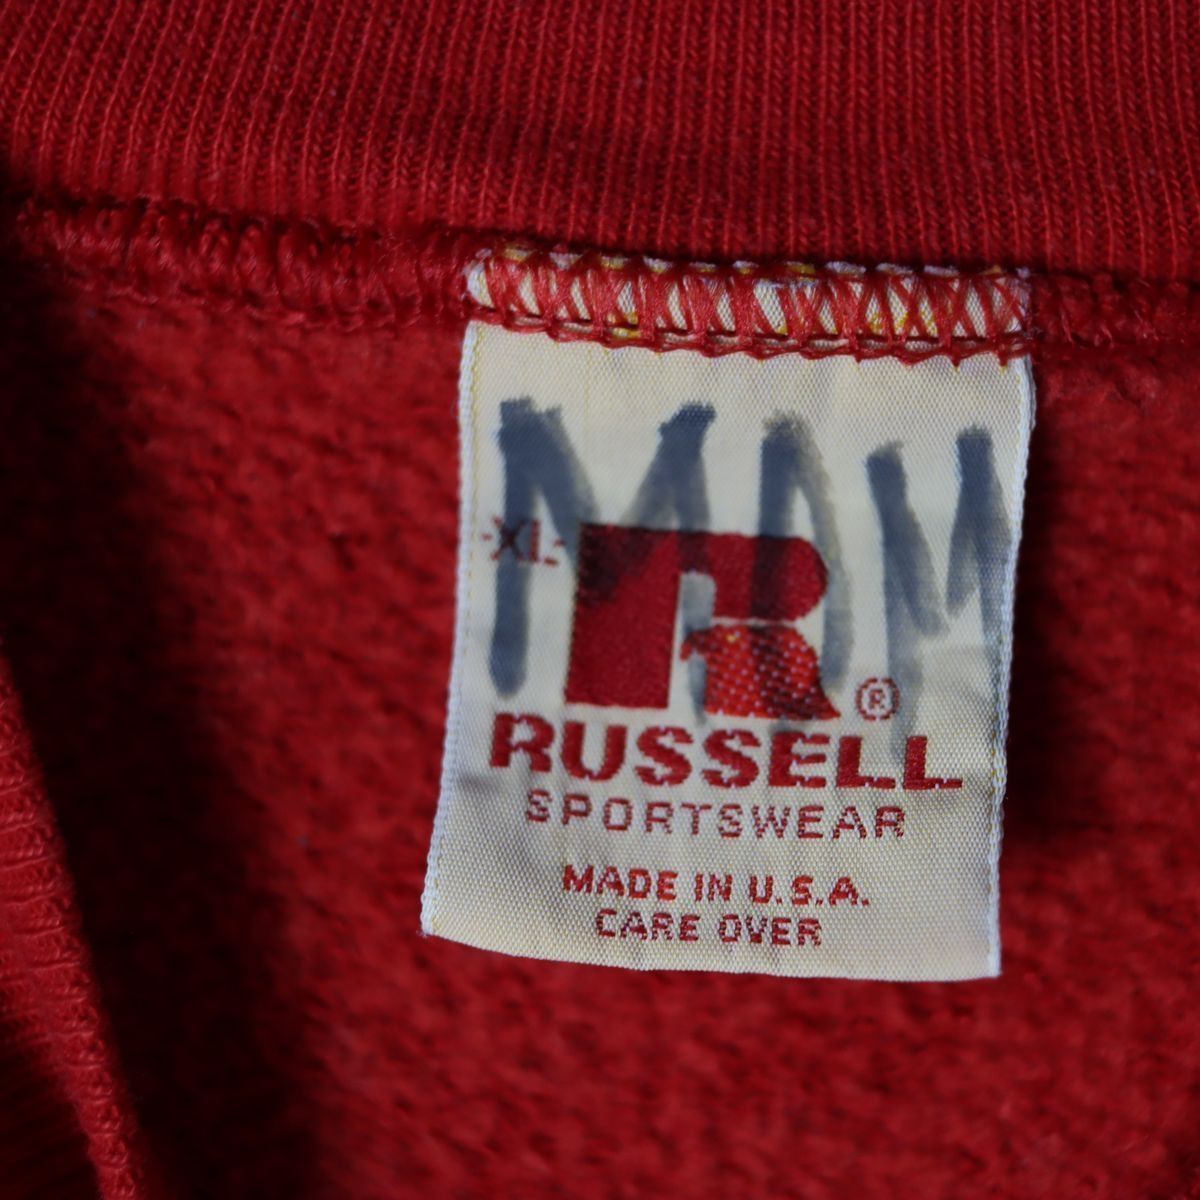 MAM
-XL-
R®
RUSSELL
SPORTSWEAR
MADE IN U.S.A.
CARE OVER